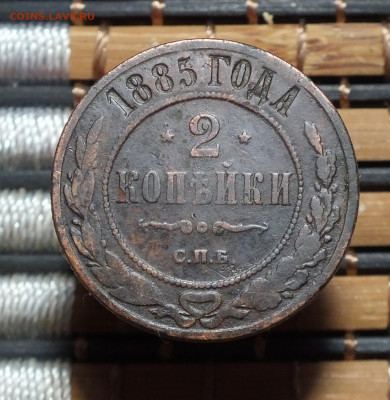 COINS.LAVE.RU
1885 ГОДА
2
КОПѢЙКИ
С.П.Б.